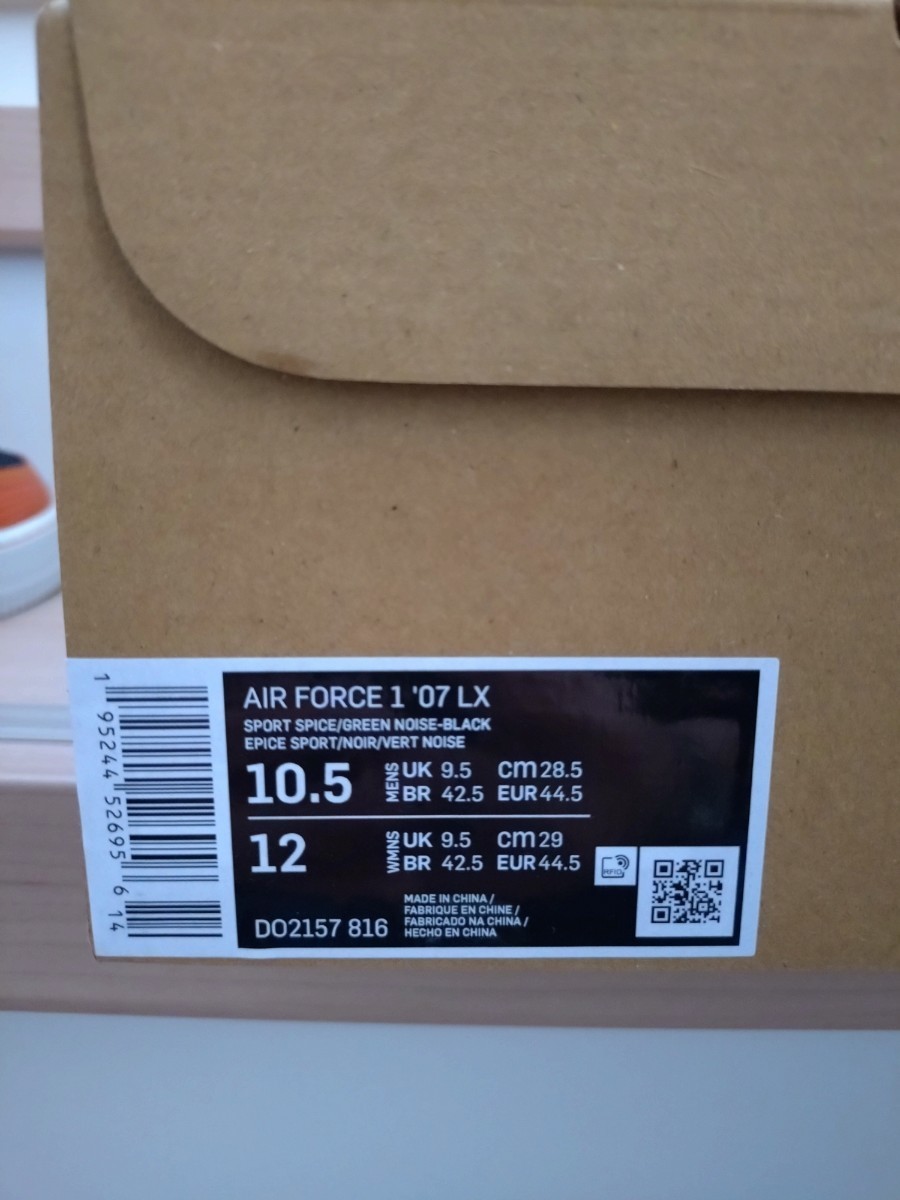 AIR FORCE 1 '07 LX
SPORT SPICE/GREEN NOISE-BLACK
EPICE SPORT/NOIR/VERT NOISE
10.5 MENS UK 9.5 cm 28.5
BR 42.5 EUR 44.5
12 WMNS UK 9.5 cm 29
BR 42.5 EUR 44.5
RFID
DO2157 816
MADE IN CHINA /
FABRIQUE EN CHINE /
FABRICADO NA CHINA /
HECHO EN CHINA
1 95244 52695 6 14